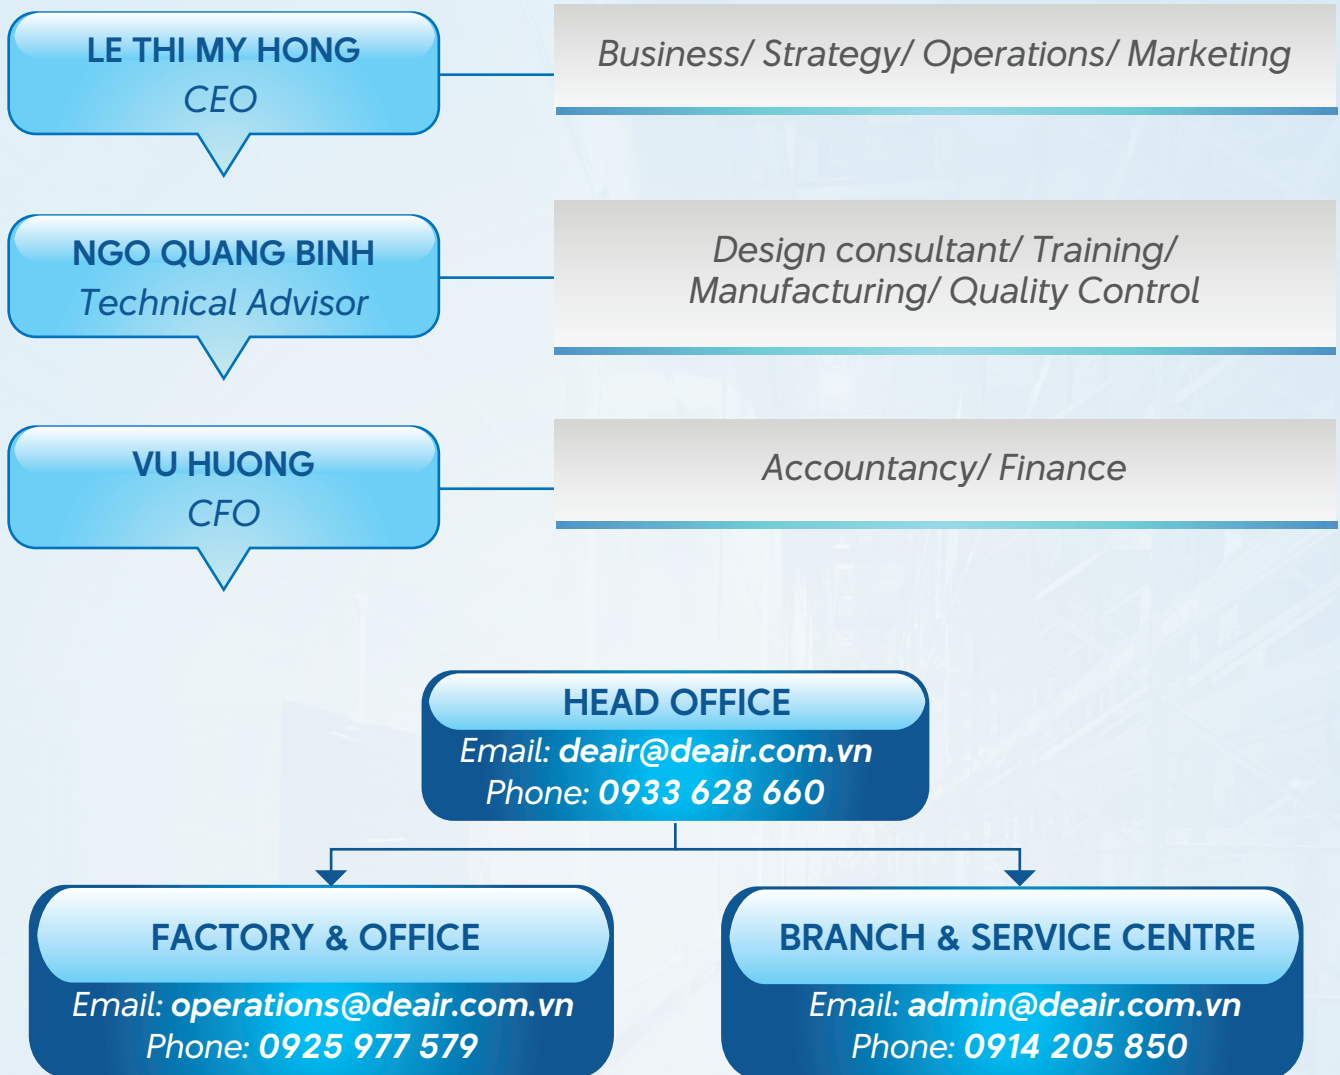 LE THI MY HONG
CEO
Business/ Strategy/ Operations/ Marketing
NGO QUANG BINH
Technical Advisor
Design consultant/ Training/
Manufacturing/ Quality Control
VU HUONG
CFO
Accountancy/ Finance
HEAD OFFICE
Email: deair@deair.com.vn
Phone: 0933 628 660
FACTORY & OFFICE
Email: operations@deair.com.vn
Phone: 0925 977 579
BRANCH & SERVICE CENTRE
Email: admin@deair.com.vn
Phone: 0914 205 850